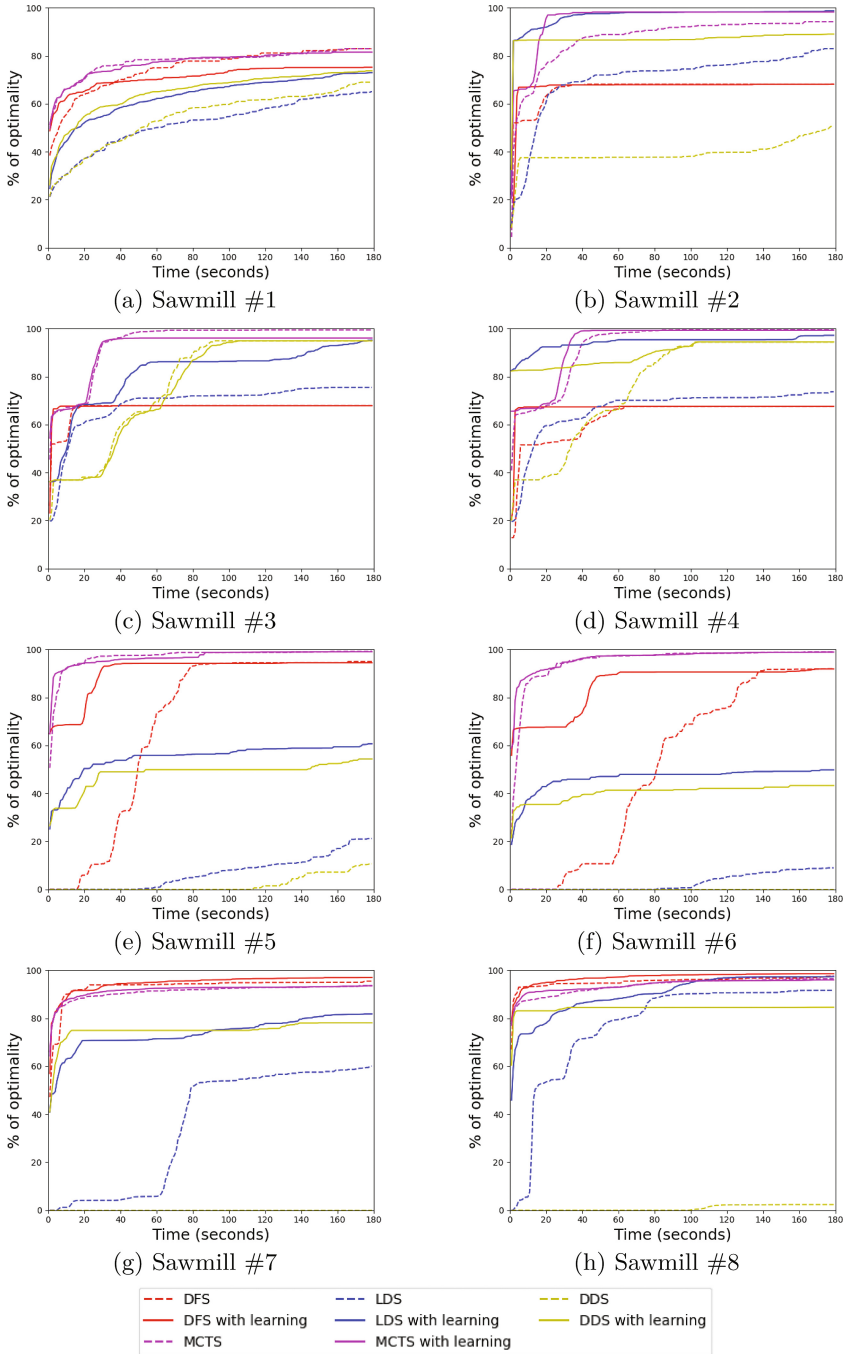 % of optimality
100
80
60
40
20
0
0 20 40 60 80 100 120 140 160 180
Time (seconds)
(a) Sawmill #1
% of optimality
100
80
60
40
20
0
0 20 40 60 80 100 120 140 160 180
Time (seconds)
(b) Sawmill #2
% of optimality
100
80
60
40
20
0
0 20 40 60 80 100 120 140 160 180
Time (seconds)
(c) Sawmill #3
% of optimality
100
80
60
40
20
0
0 20 40 60 80 100 120 140 160 180
Time (seconds)
(d) Sawmill #4
% of optimality
100
80
60
40
20
0
0 20 40 60 80 100 120 140 160 180
Time (seconds)
(e) Sawmill #5
% of optimality
100
80
60
40
20
0
0 20 40 60 80 100 120 140 160 180
Time (seconds)
(f) Sawmill #6
% of optimality
100
80
60
40
20
0
0 20 40 60 80 100 120 140 160 180
Time (seconds)
(g) Sawmill #7
% of optimality
100
80
60
40
20
0
0 20 40 60 80 100 120 140 160 180
Time (seconds)
(h) Sawmill #8
DFS
DFS with learning
MCTS
LDS
LDS with learning
MCTS with learning
DDS
DDS with learning